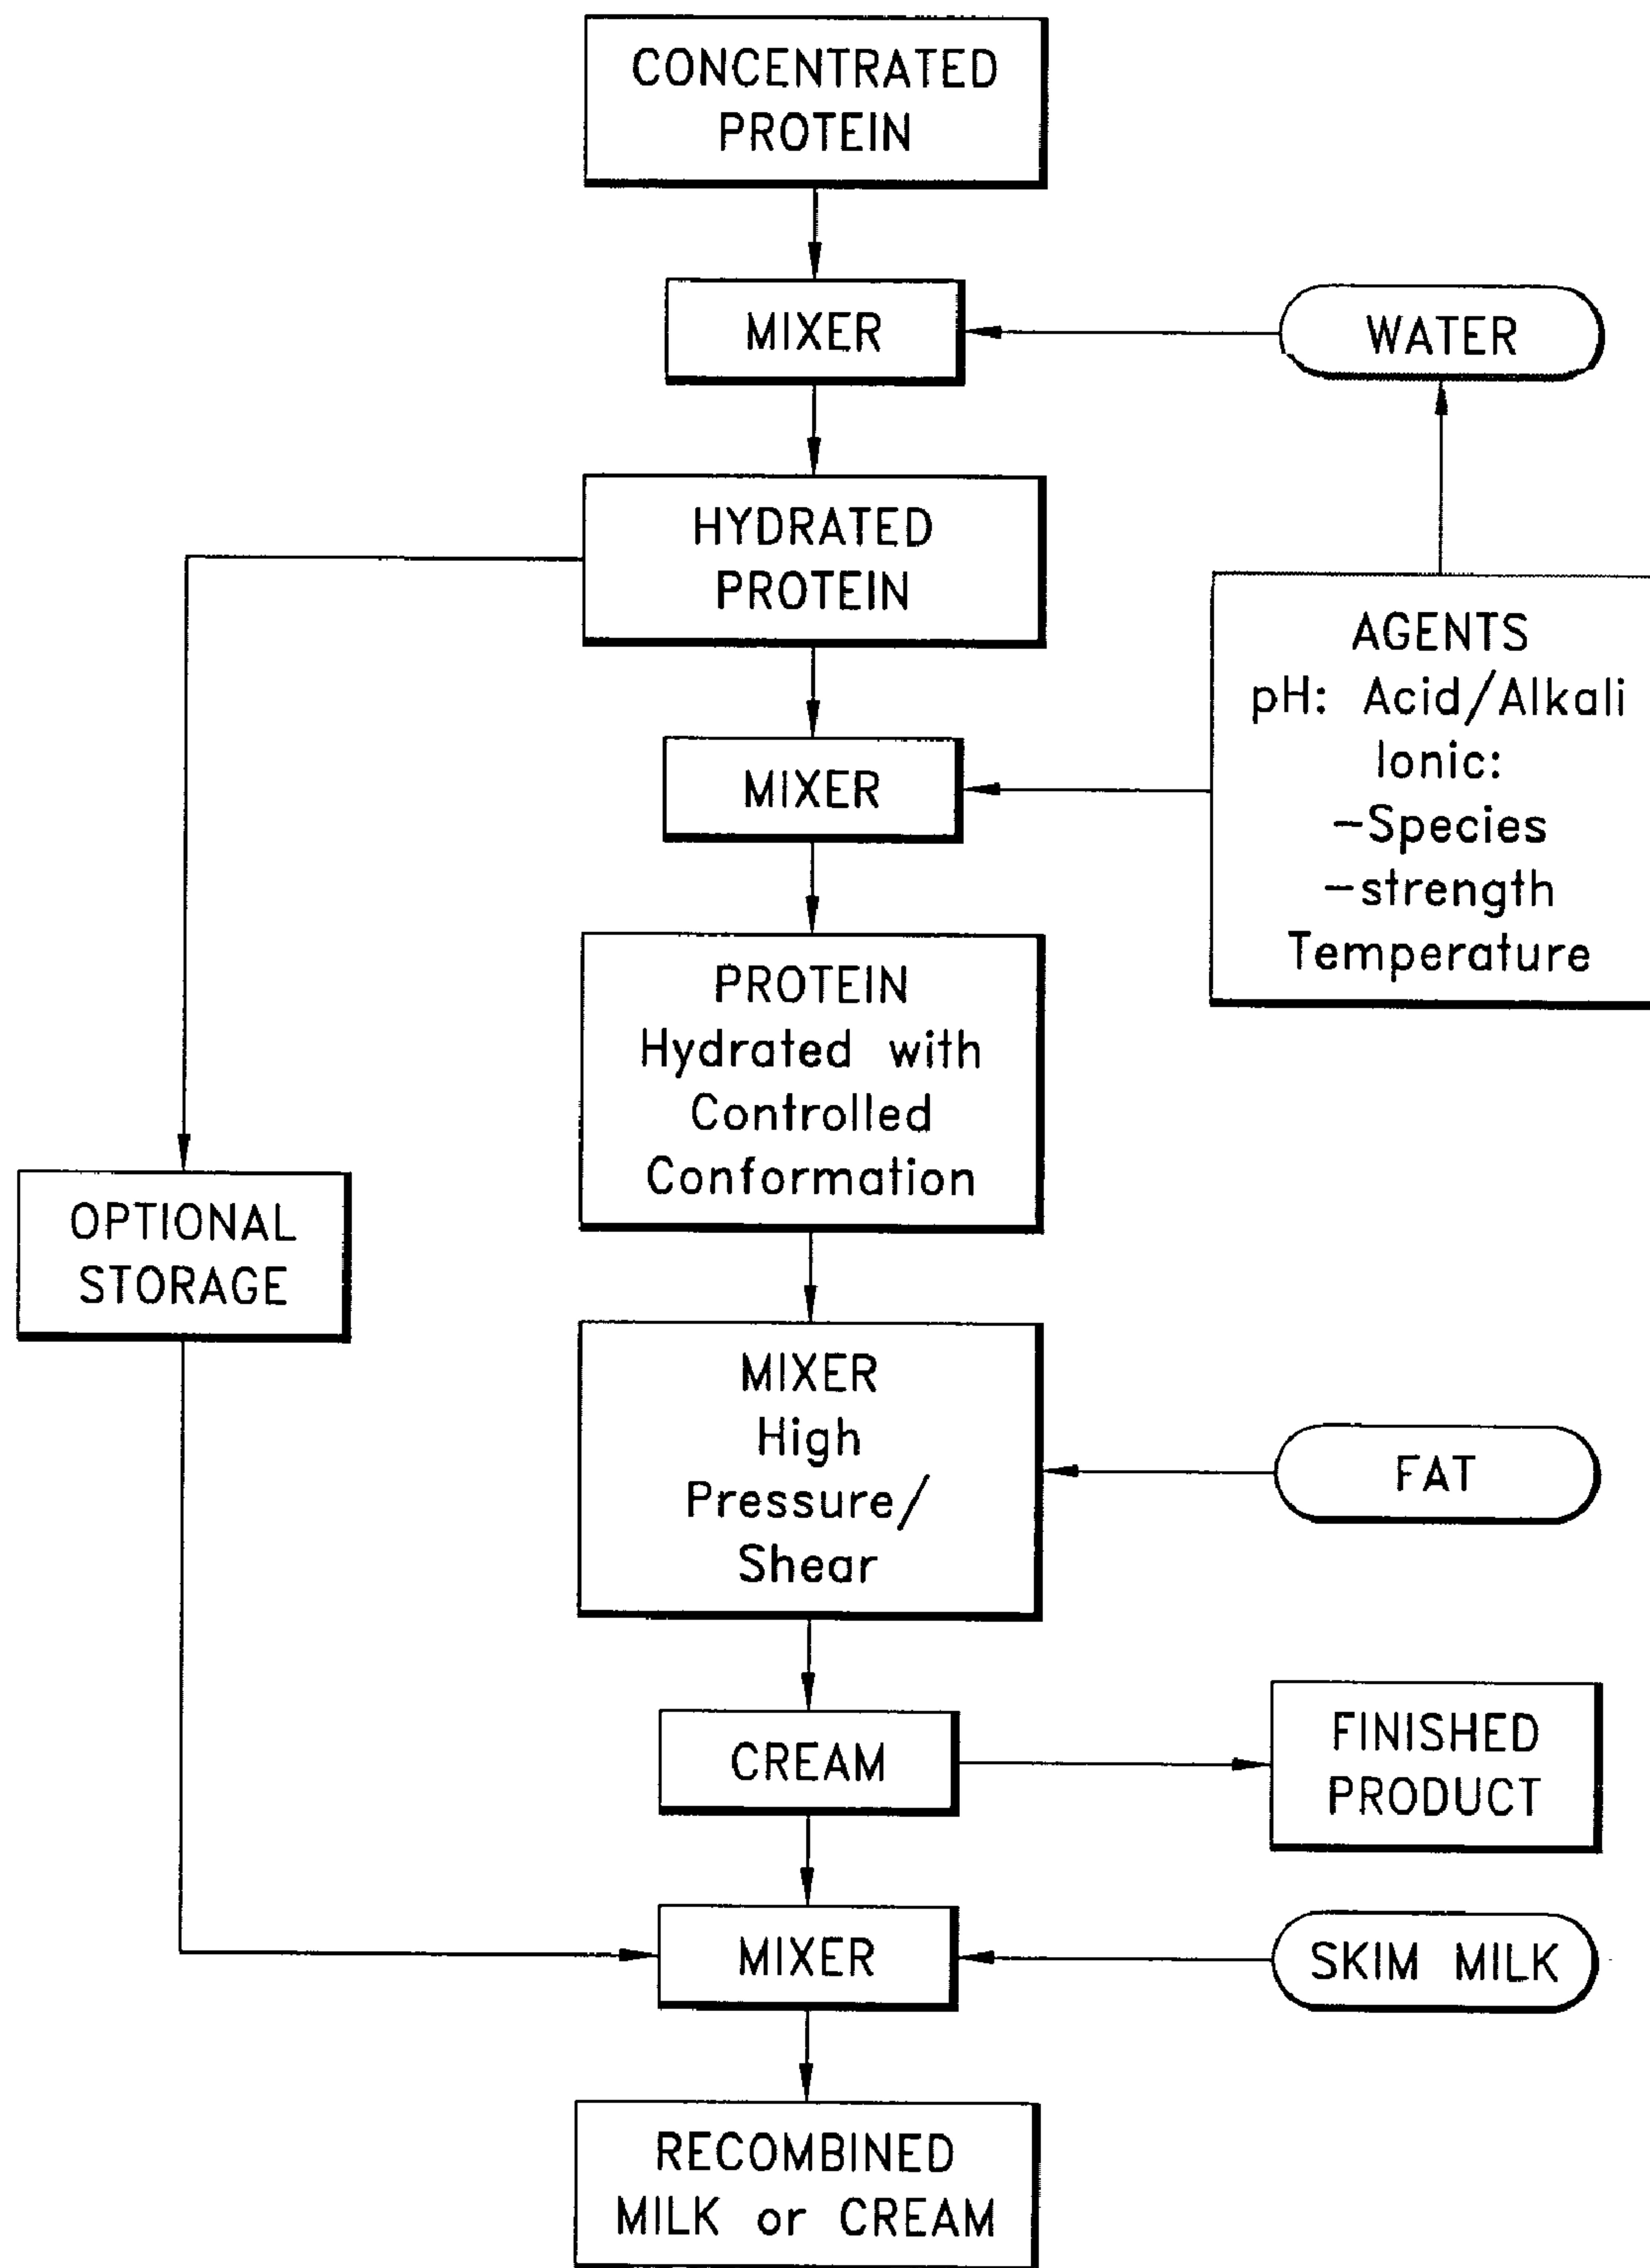 CONCENTRATED
PROTEIN
MIXER
WATER
HYDRATED
PROTEIN
AGENTS
pH: Acid/Alkali
Ionic:
-Species
-strength
Temperature
MIXER
PROTEIN
Hydrated with
Controlled
Conformation
OPTIONAL
STORAGE
MIXER
High
Pressure/
Shear
FAT
CREAM
FINISHED
PRODUCT
MIXER
SKIM MILK
RECOMBINED
MILK or CREAM